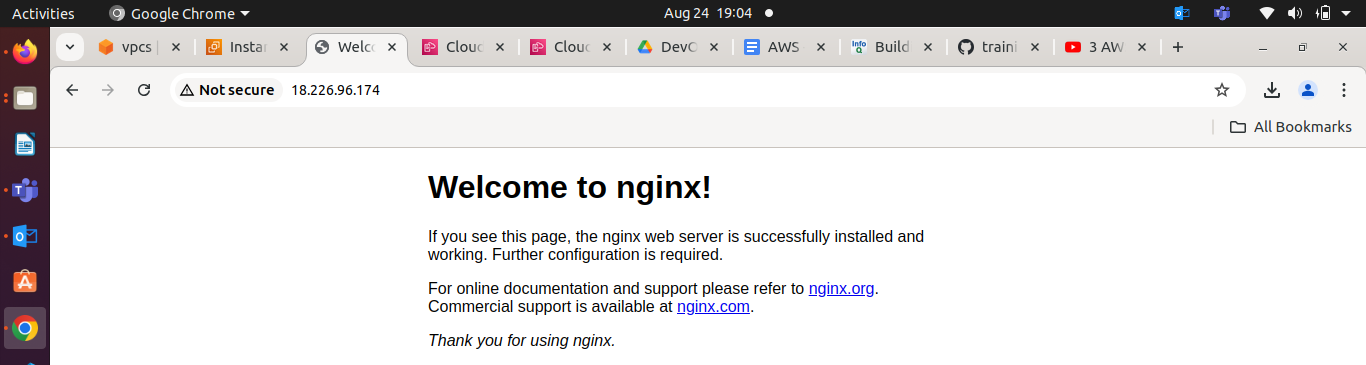 Activities Google Chrome Aug 24 19:04
vpcs | Instan Welco Cloud Cloud DevO AWS Build traini 3 AW
Not secure 18.226.96.174
All Bookmarks
Welcome to nginx!
If you see this page, the nginx web server is successfully installed and
working. Further configuration is required.
For online documentation and support please refer to nginx.org.
Commercial support is available at nginx.com.
Thank you for using nginx.